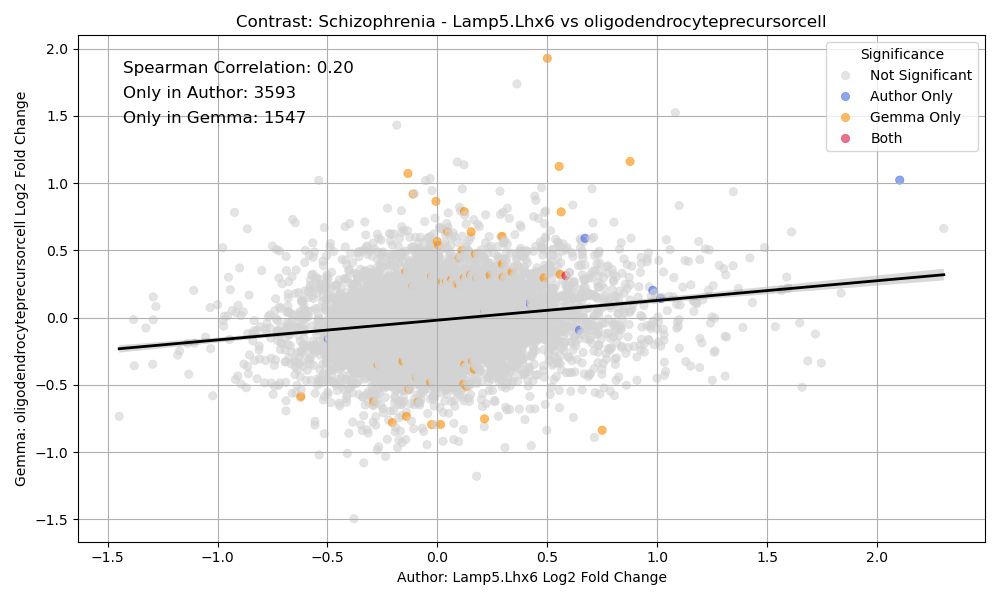 Contrast: Schizophrenia - Lamp5.Lhx6 vs oligodendrocyteprecursorcell
Spearman Correlation: 0.20
Only in Author: 3593
Only in Gemma: 1547
Significance
Not Significant
Author Only
Gemma Only
Both
Gemma: oligodendrocyteprecursorcell Log2 Fold Change
2.0
1.5
1.0
0.5
0.0
−0.5
−1.0
−1.5
−1.5
−1.0
−0.5
0.0
0.5
1.0
1.5
2.0
Author: Lamp5.Lhx6 Log2 Fold Change